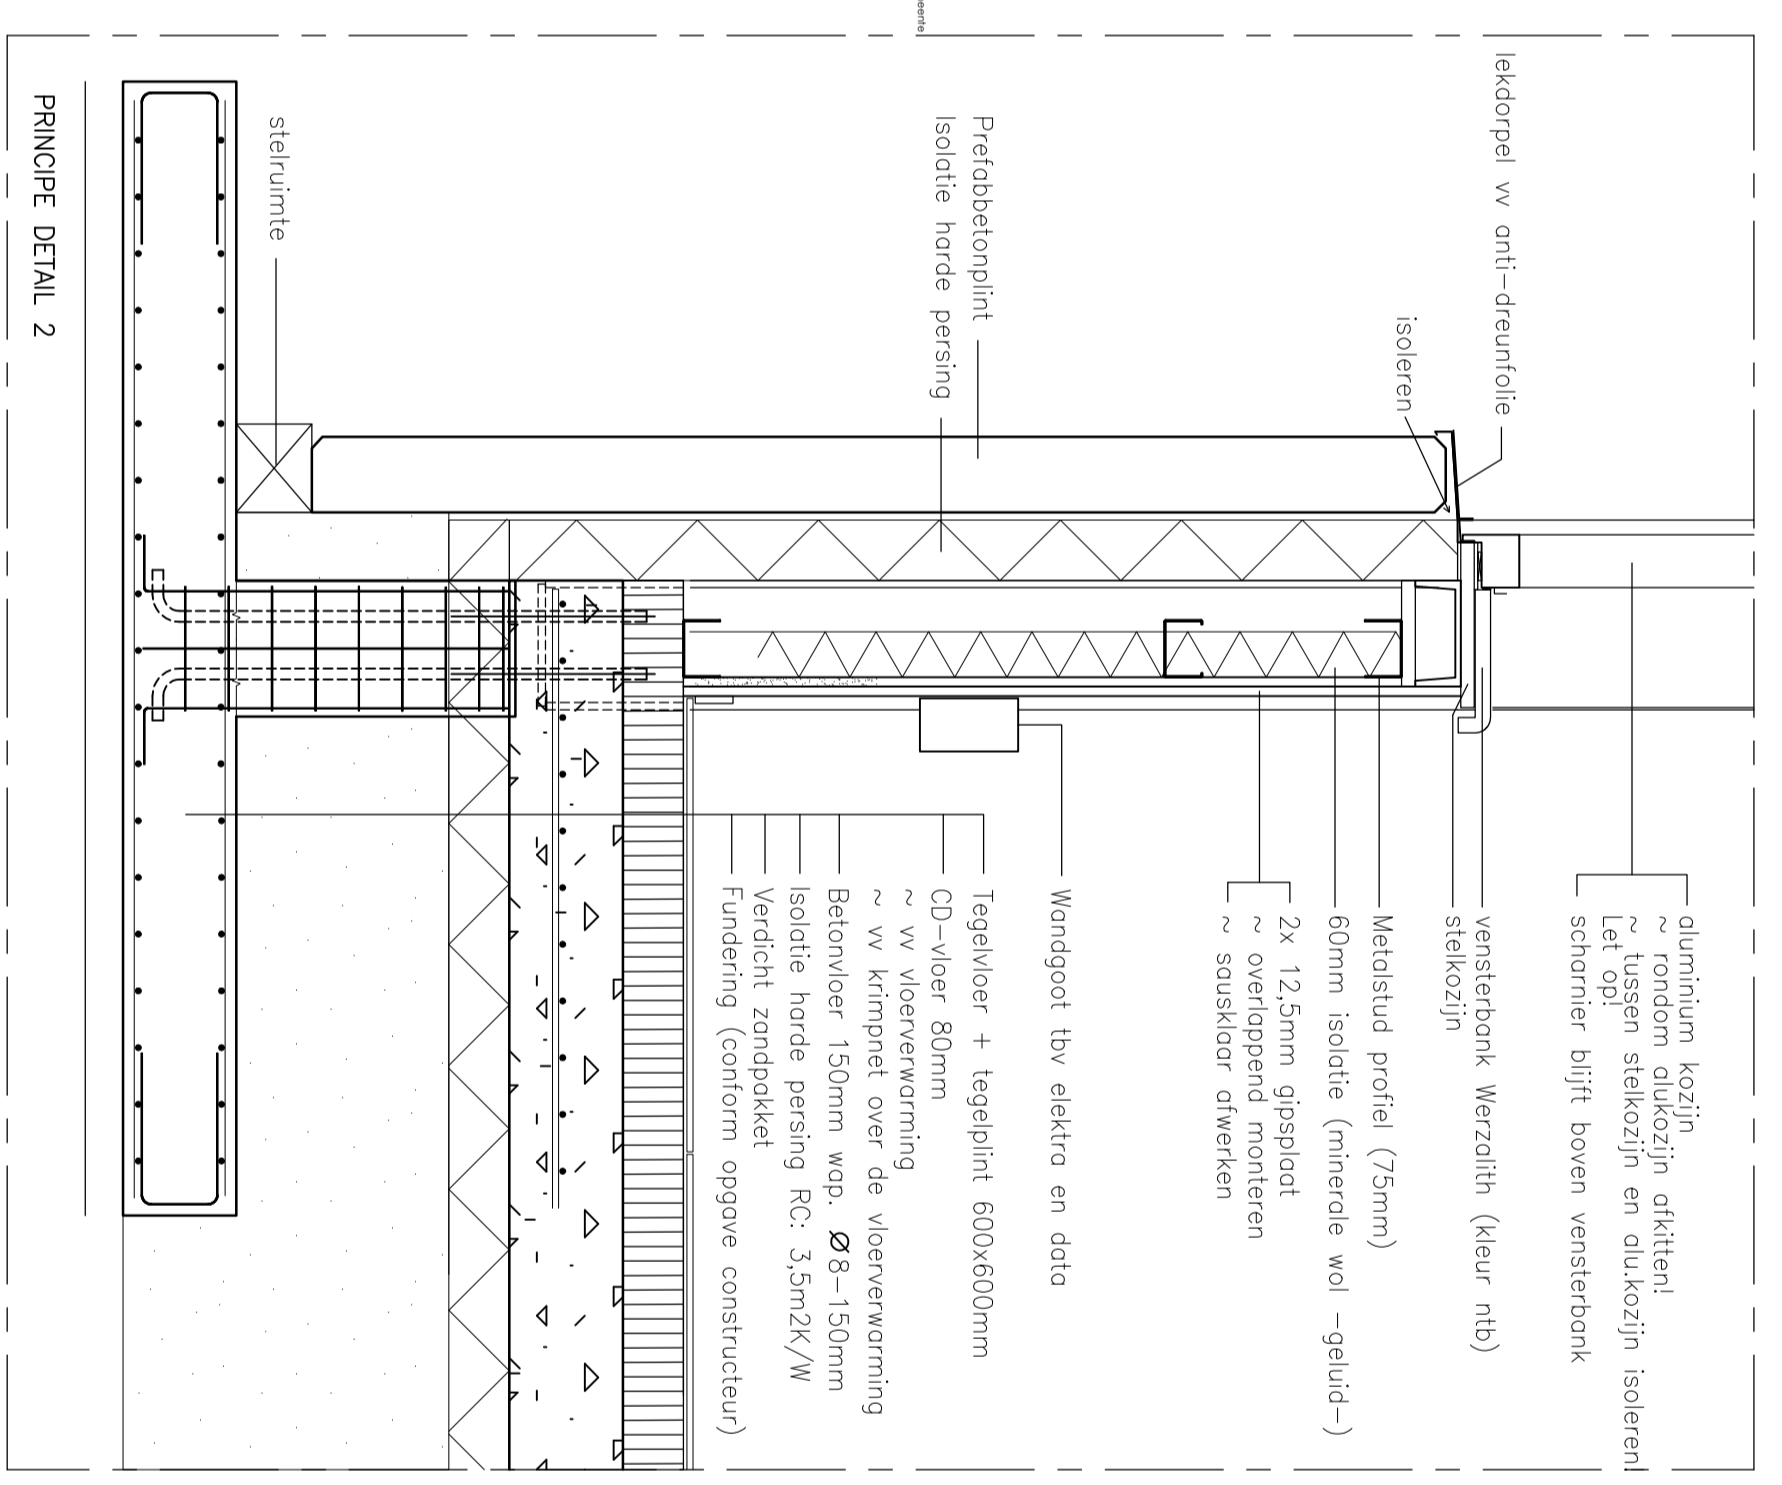 lekdorpel vv anti-dreunfolie
isoleren
Prefabbetonplint
Isolatie harde persing
stelruimte
aluminium kozijn
~ rondom alukozijn afkitten!
~ tussen stelkozijn en alu.kozijn isoleren!
Let op!
scharnier blijft boven vensterbank
vensterbank Werzalith (kleur ntb)
stelkozijn
Metalstud profiel (75mm)
60mm isolatie (minerale wol -geluid-)
2x 12,5mm gipsplaat
~ overlappend monteren
~ sausklaar afwerken
Wandgoot tbv elektra en data
Tegelvloer + tegelplint 600x600mm
CD-vloer 80mm
~ vv vloerverwarming
~ vv krimpnet over de vloerverwarming
Betonvloer 150mm wap. Ø8-150mm
Isolatie harde persing RC: 3,5m2K/W
Verdicht zandpakket
Fundering (conform opgave constructeur)
PRINCIPE DETAIL 2